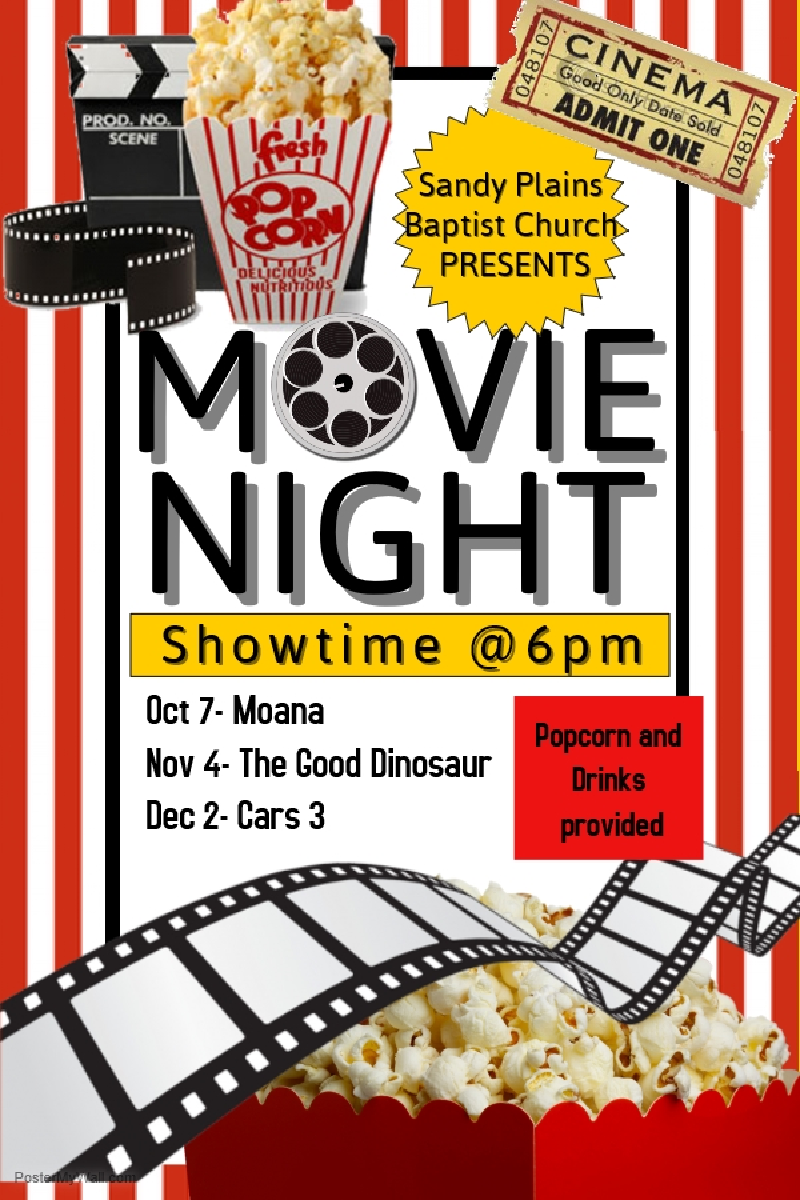 PROD. NO.
SCENE
fresh
POP
CORN
DELICIOUS
NUTRITIOUS
CINEMA
Good Only Date Sold
ADMIT ONE
048107
048107
Sandy Plains
Baptist Church
PRESENTS
MOVIE
NIGHT
Showtime @6pm
Oct 7- Moana
Nov 4- The Good Dinosaur
Dec 2- Cars 3
Popcorn and
Drinks
provided
PosterMyWall.com